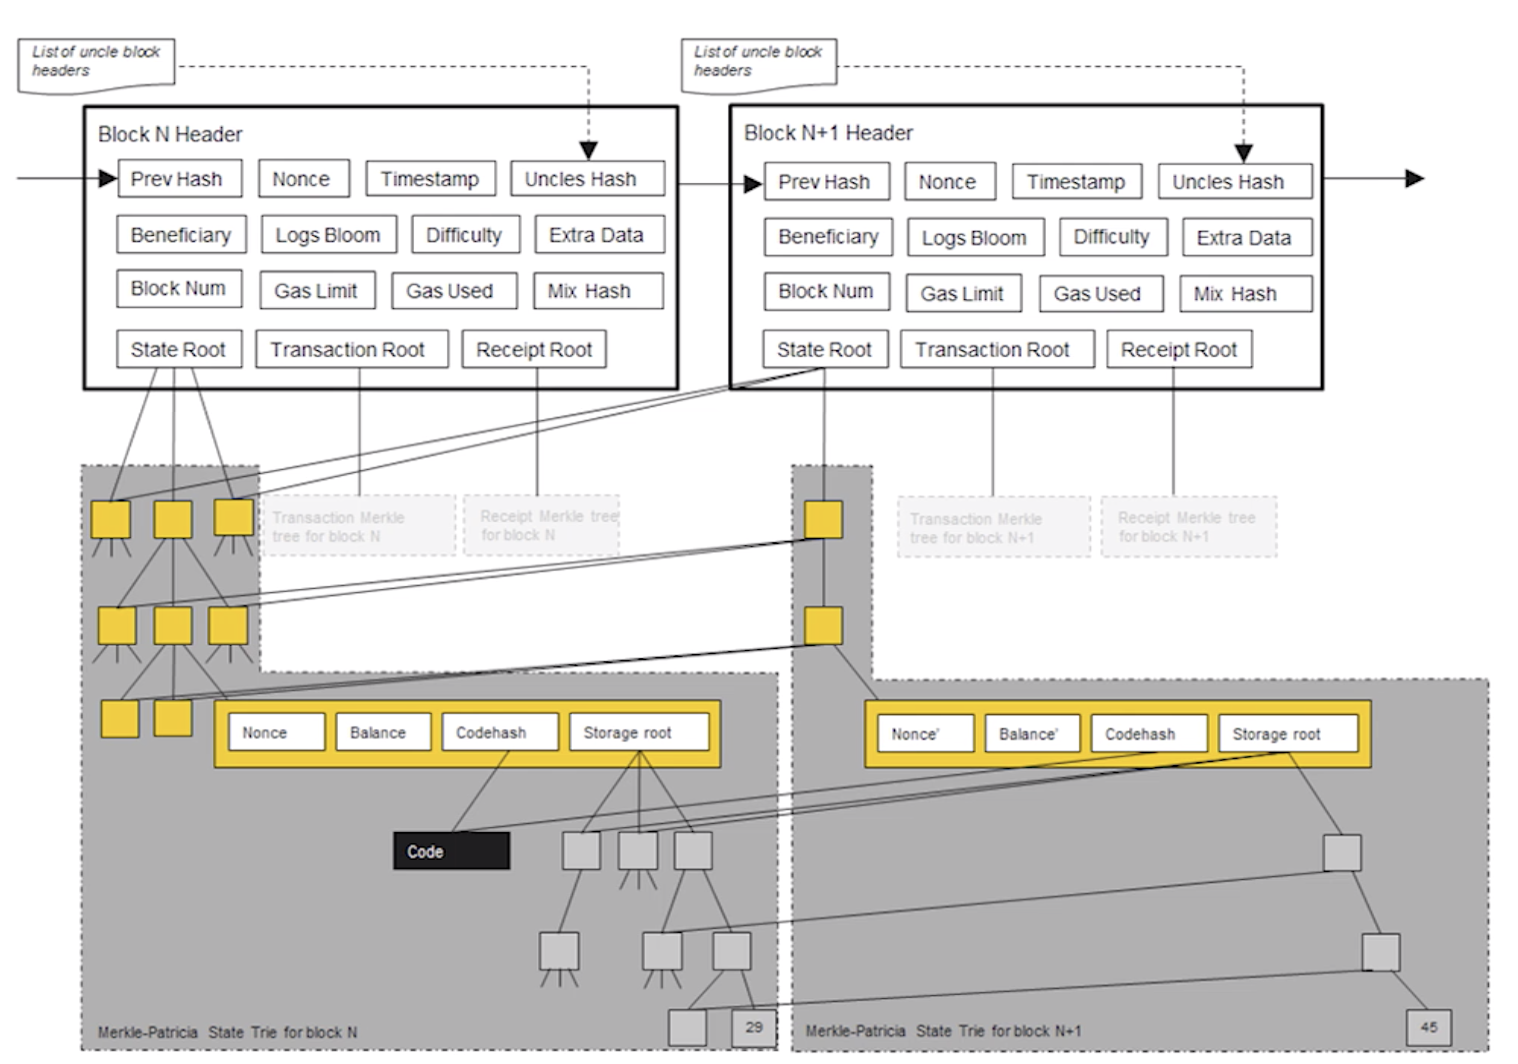 List of uncle block
headers
List of uncle block
headers
Block N Header
Prev Hash
Nonce
Timestamp
Uncles Hash
Beneficiary
Logs Bloom
Difficulty
Extra Data
Block Num
Gas Limit
Gas Used
Mix Hash
State Root
Transaction Root
Receipt Root
Block N+1 Header
Prev Hash
Nonce
Timestamp
Uncles Hash
Beneficiary
Logs Bloom
Difficulty
Extra Data
Block Num
Gas Limit
Gas Used
Mix Hash
State Root
Transaction Root
Receipt Root
Transaction Merkle
tree for block N
Receipt Merkle tree
for block N
Transaction Merkle
tree for block N+1
Receipt Merkle tree
for block N+1
Nonce
Balance
Codehash
Storage root
Nonce'
Balance'
Codehash
Storage root
Code
29
45
Merkle-Patricia State Trie for block N
Merkle-Patricia State Trie for block N+1